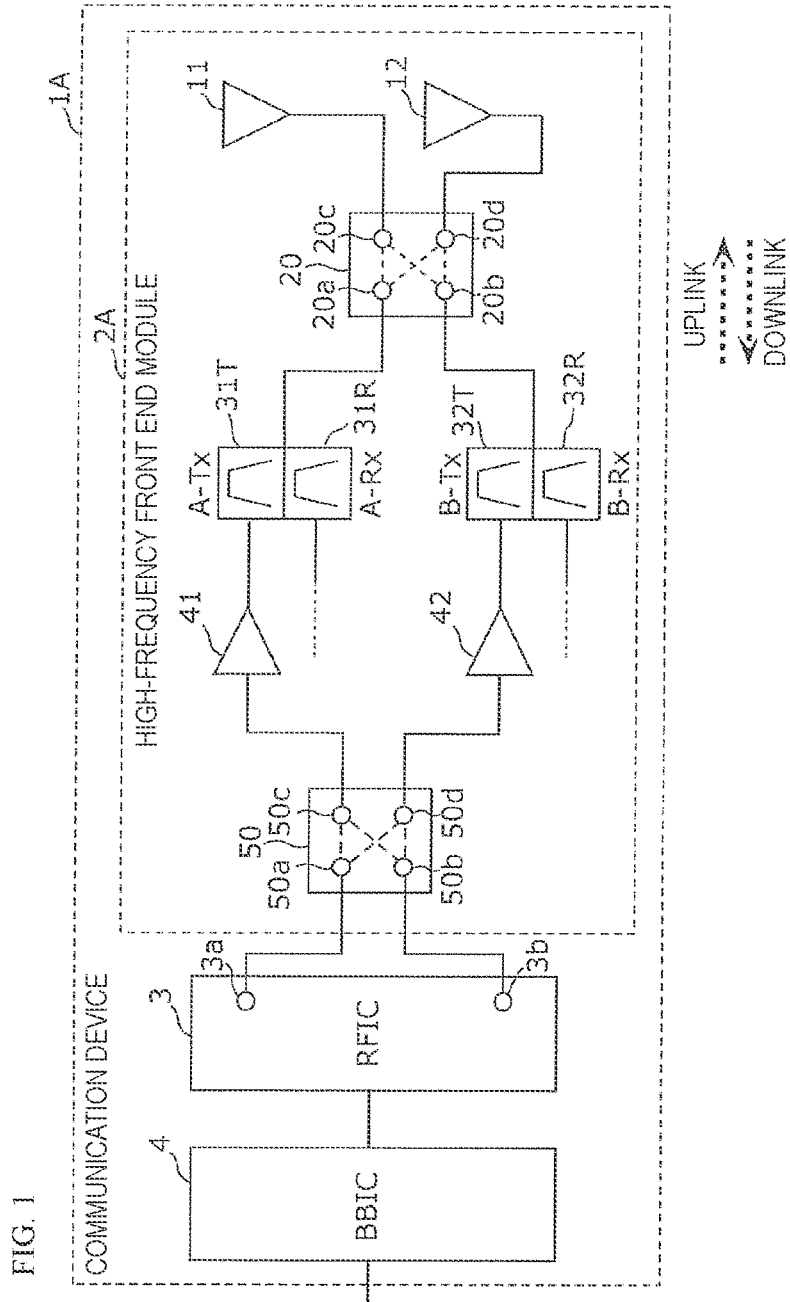 FIG. 1
COMMUNICATION DEVICE
1A
HIGH-FREQUENCY FRONT END MODULE
2A
4
BBIC
3
RFIC
3a
3b
50
50a
50c
50b
50d
41
42
A-Tx
31T
A-Rx
31R
B-Tx
32T
B-Rx
32R
20
20a
20c
20b
20d
11
12
UPLINK
DOWNLINK